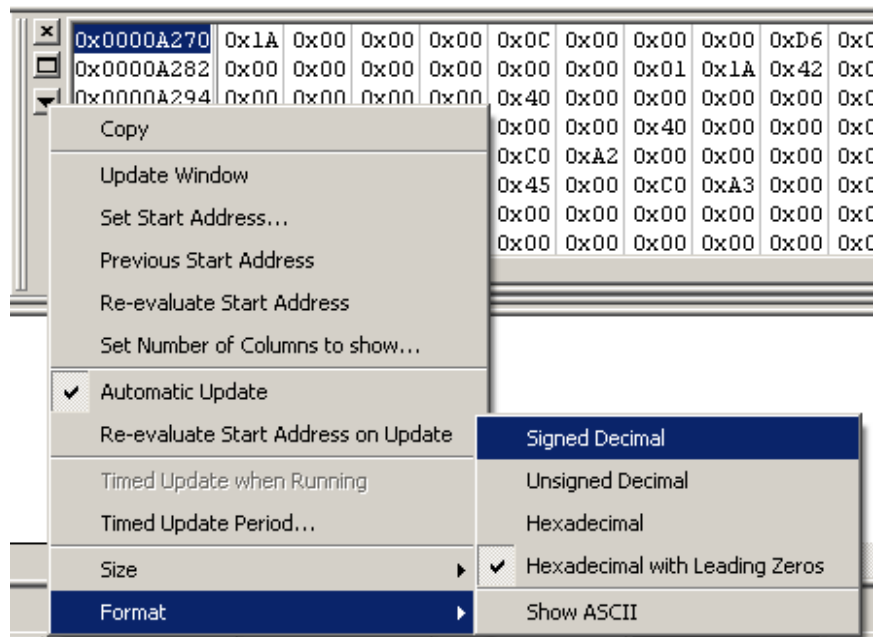 0x0000A270 0x1A 0x00 0x00 0x00 0x0C 0x00 0x00 0x00 0xD6
0x0000A282 0x00 0x00 0x00 0x00 0x00 0x00 0x01 0x1A 0x42
0x0000A294 0x00 0x00 0x00 0x00 0x40 0x00 0x00 0x00 0x00
0x00 0x00 0x40 0x00 0x00
0xC0 0xA2 0x00 0x00 0x00
0x45 0x00 0xC0 0xA3 0x00
0x00 0x00 0x00 0x00 0x00
0x00 0x00 0x00 0x00 0x00
Copy
Update Window
Set Start Address...
Previous Start Address
Re-evaluate Start Address
Set Number of Columns to show...
Automatic Update
Re-evaluate Start Address on Update
Timed Update when Running
Timed Update Period...
Size
Format
Signed Decimal
Unsigned Decimal
Hexadecimal
Hexadecimal with Leading Zeros
Show ASCII